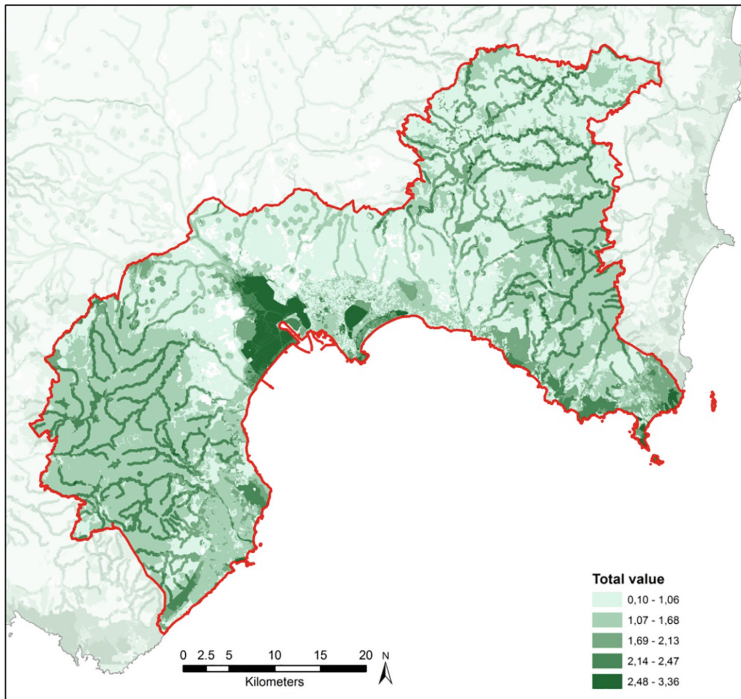 Total value
0,10 - 1,06
1,07 - 1,68
1,69 - 2,13
2,14 - 2,47
2,48 - 3,36
0 2.5 5 10 15 20
Kilometers
N